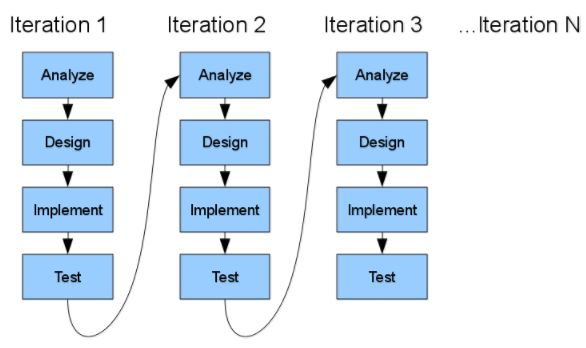 Iteration 1 Iteration 2 Iteration 3 ...Iteration N
Analyze Analyze Analyze
Design Design Design
Implement Implement Implement
Test Test Test